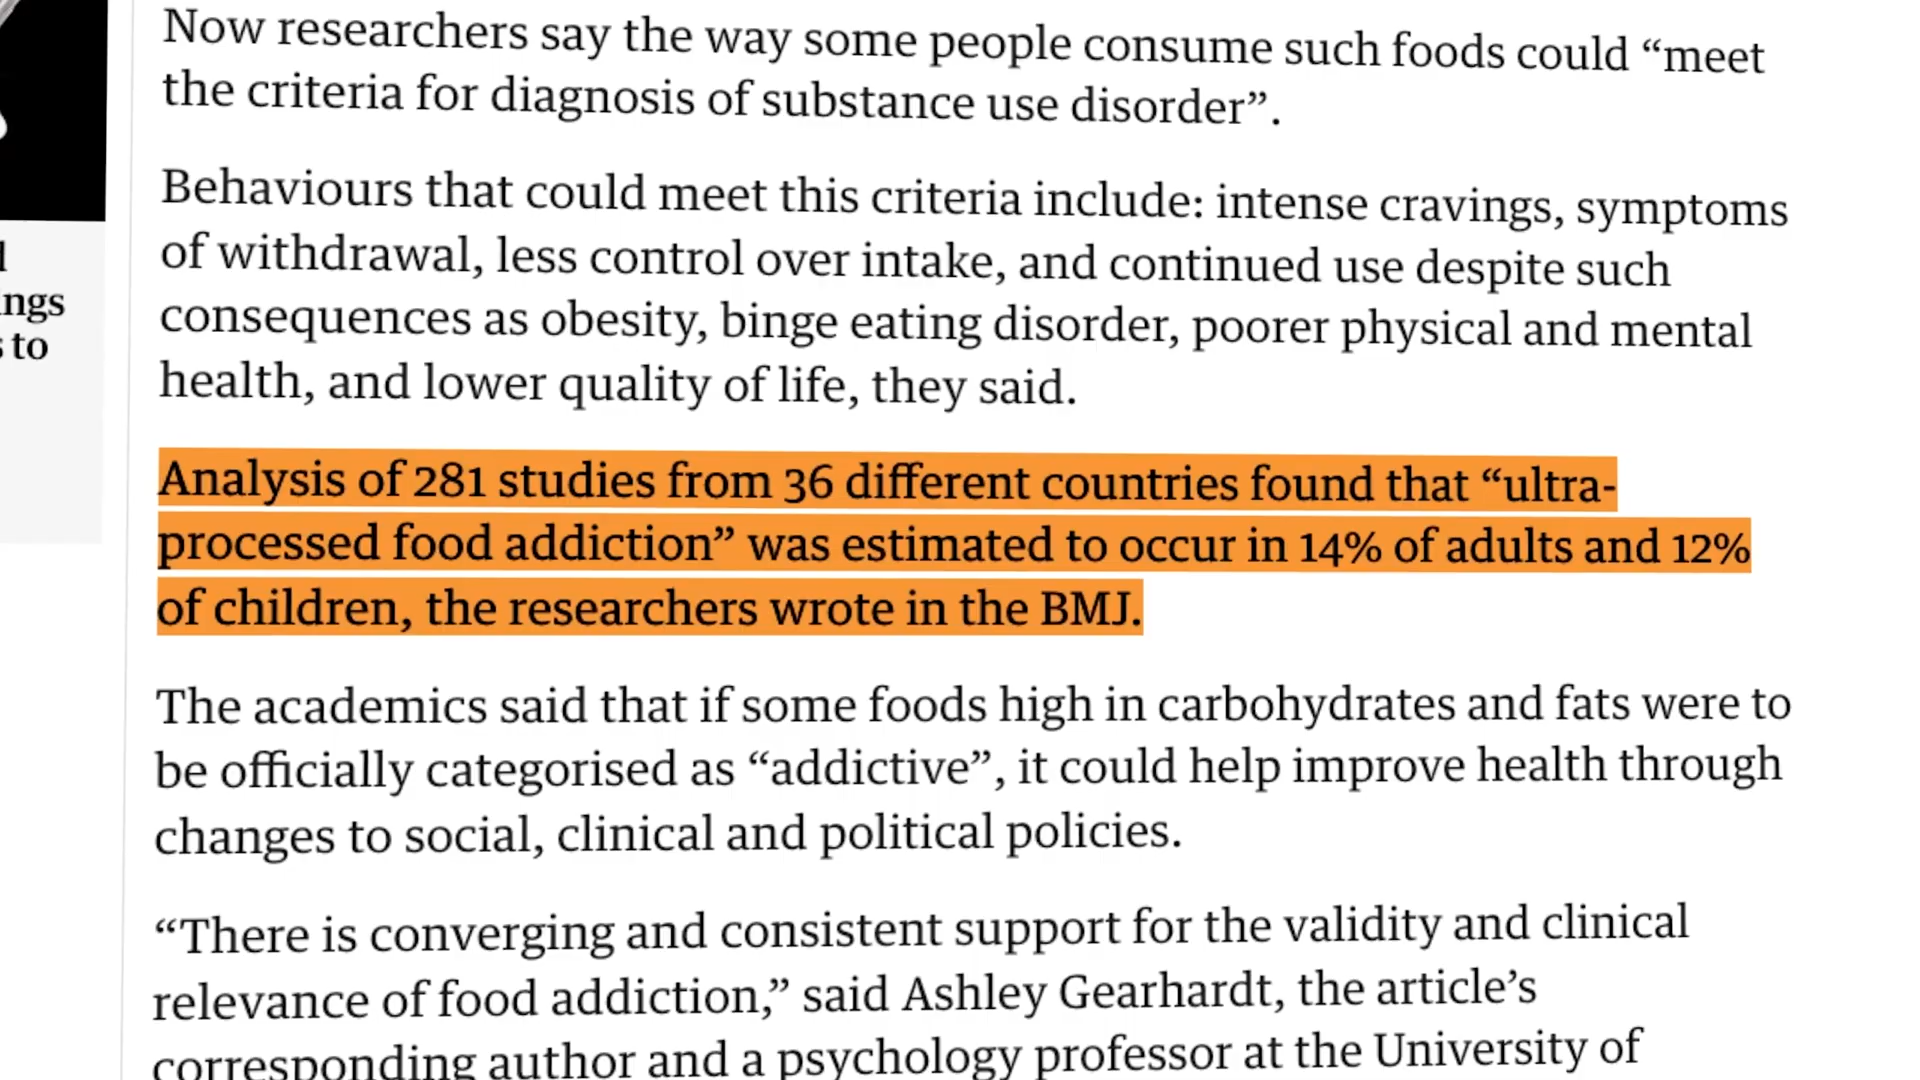 Now researchers say the way some people consume such foods could “meet
the criteria for diagnosis of substance use disorder”.
Behaviours that could meet this criteria include: intense cravings, symptoms
of withdrawal, less control over intake, and continued use despite such
consequences as obesity, binge eating disorder, poorer physical and mental
health, and lower quality of life, they said.
Analysis of 281 studies from 36 different countries found that “ultra-
processed food addiction” was estimated to occur in 14% of adults and 12%
of children, the researchers wrote in the BMJ.
The academics said that if some foods high in carbohydrates and fats were to
be officially categorised as “addictive”, it could help improve health through
changes to social, clinical and political policies.
“There is converging and consistent support for the validity and clinical
relevance of food addiction,” said Ashley Gearhardt, the article’s
corresponding author and a psychology professor at the University of
to